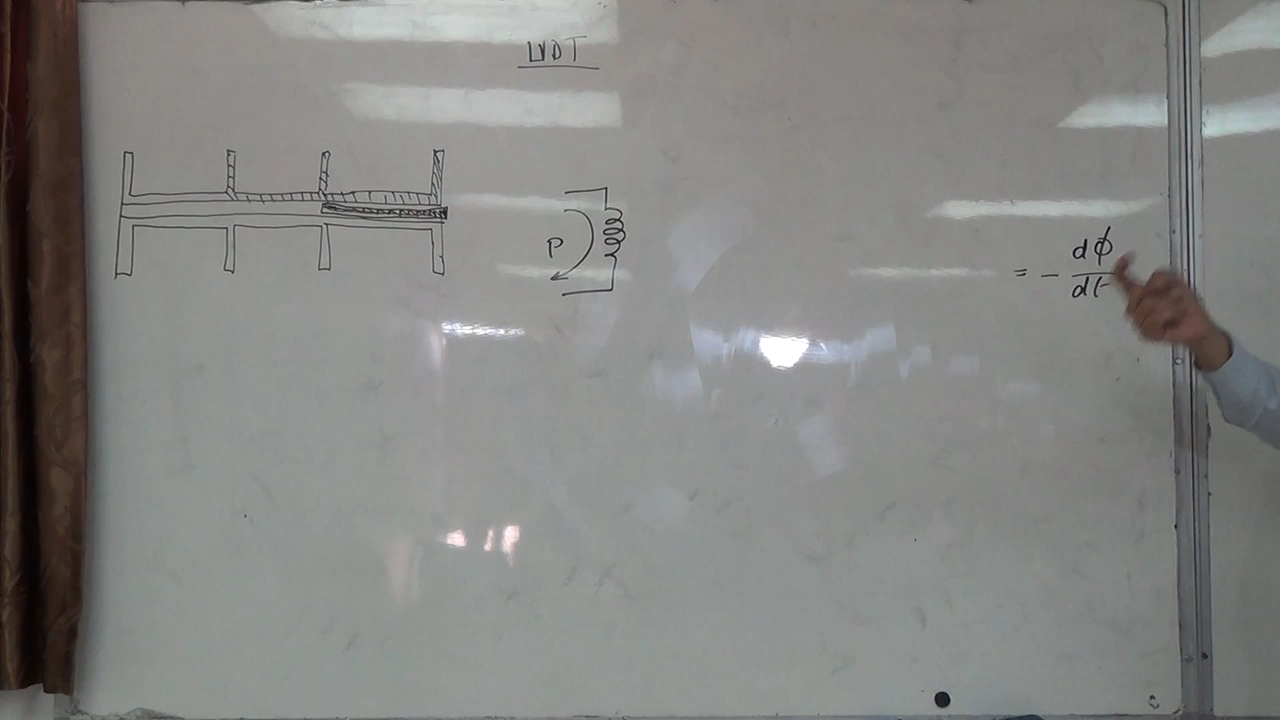 LVDT
P
= - dφ/dt